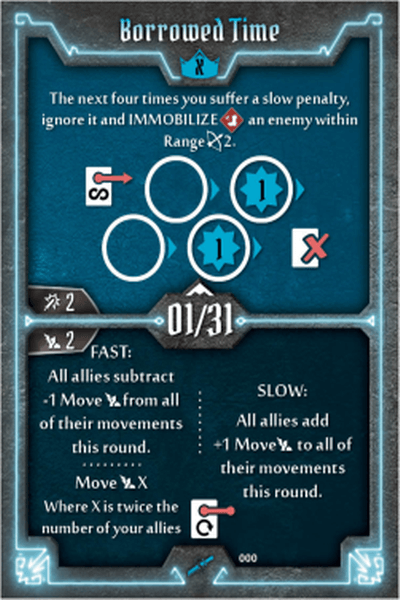 Borrowed Time
X
The next four times you suffer a slow penalty,
ignore it and IMMOBILIZE an enemy within
Range 2.
S
1
1
2
01/31
2
FAST:
All allies subtract
-1 Move from all
of their movements
this round.
Move X
Where X is twice the
number of your allies
SLOW:
All allies add
+1 Move to all of
their movements
this round.
000